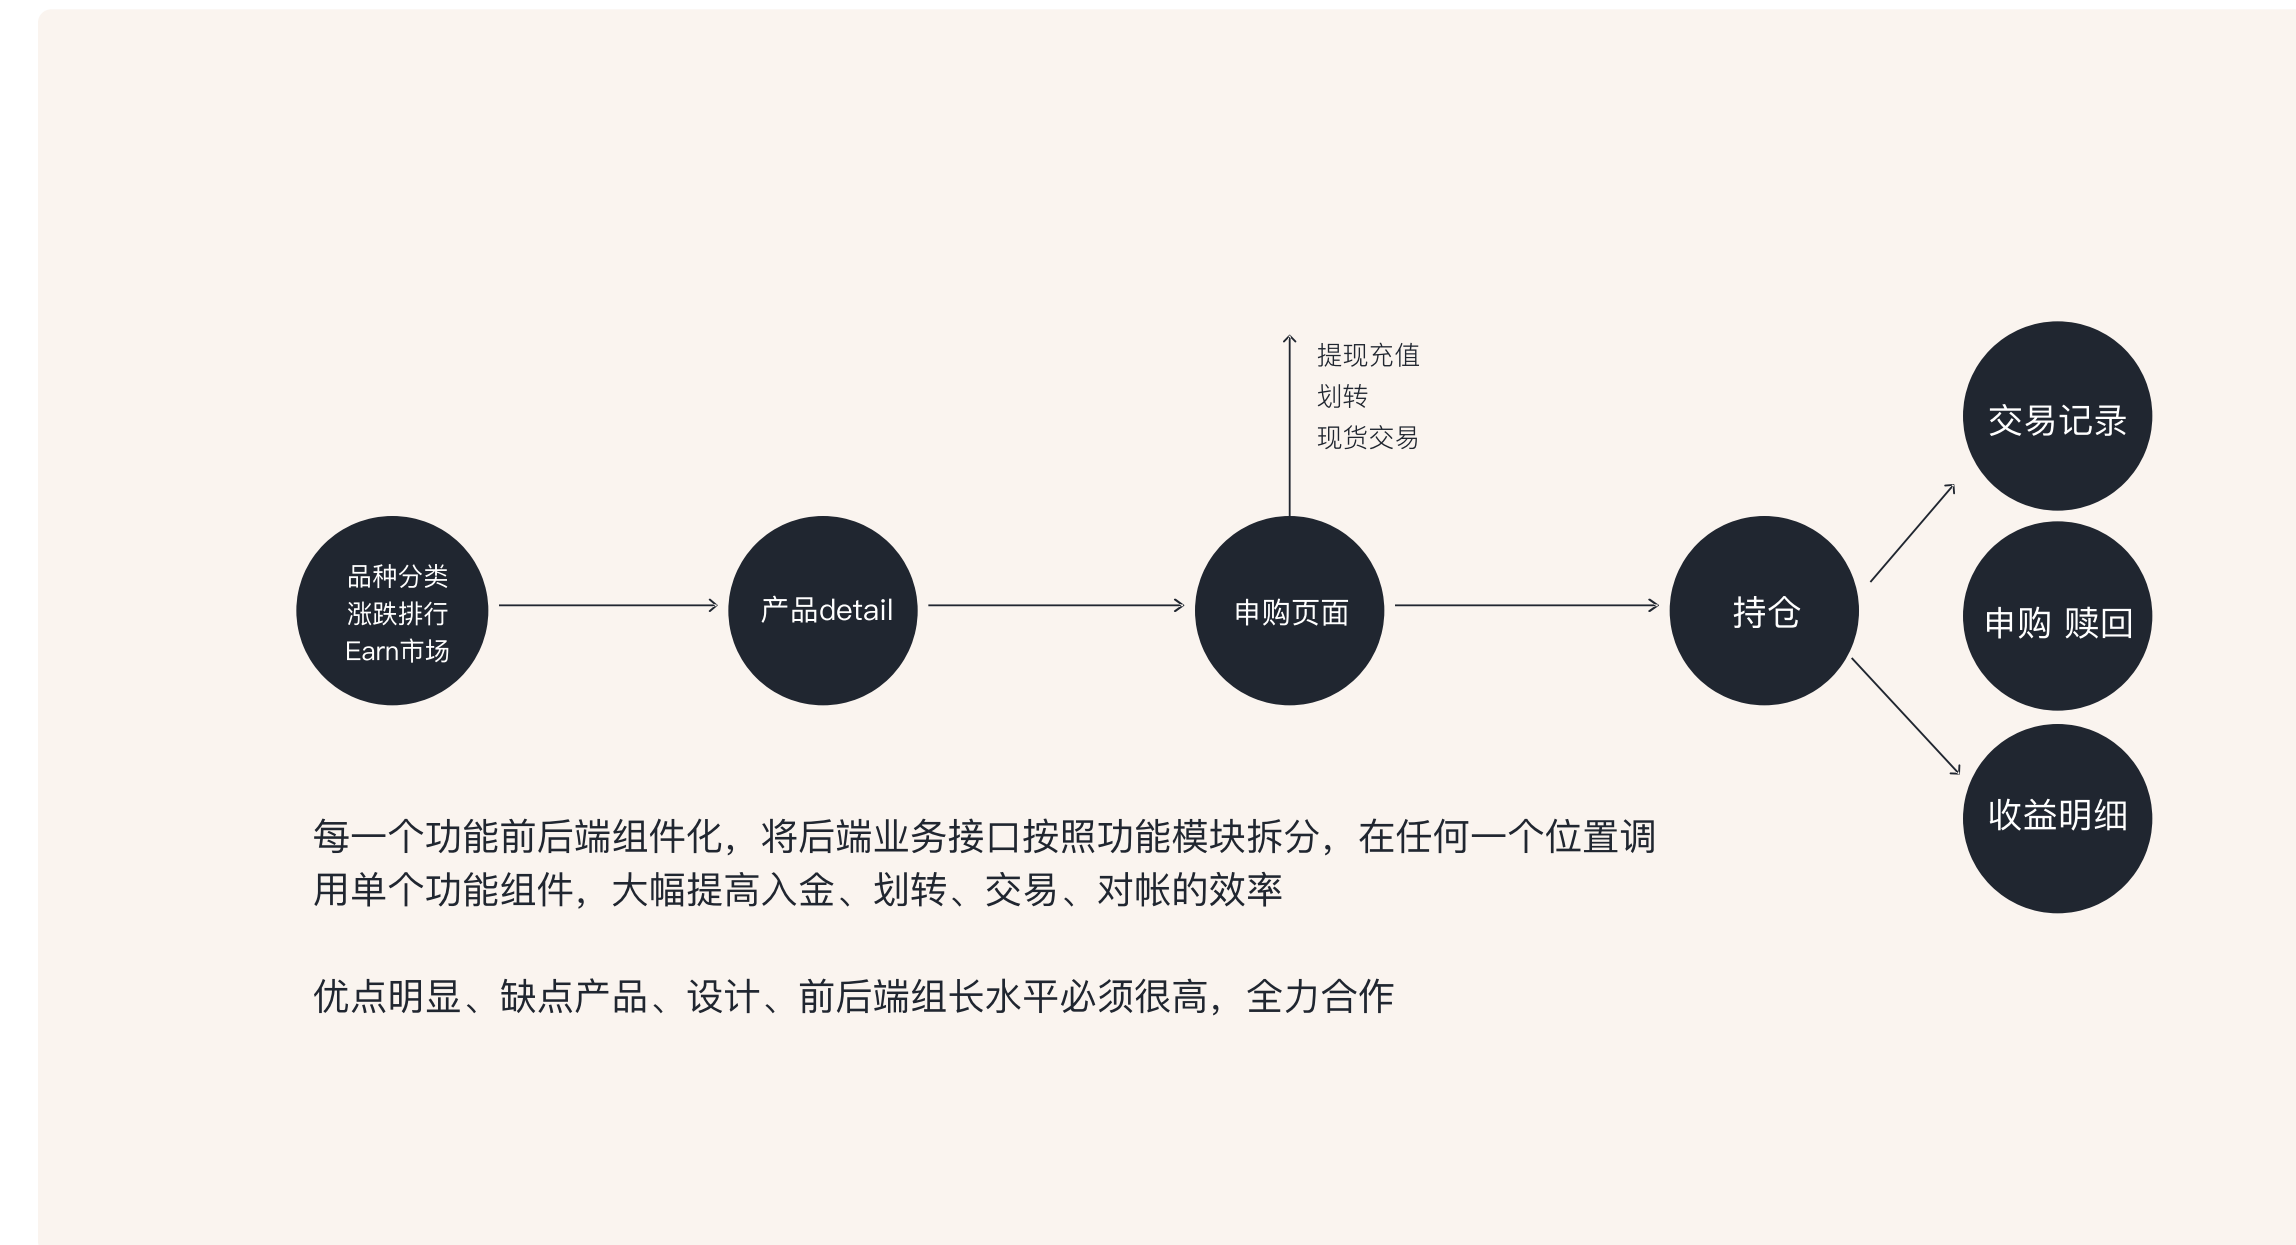 提现充值
划转
现货交易
品种分类
涨跌排行
Earn市场
产品detail
申购页面
持仓
交易记录
申购 赎回
收益明细
每一个功能前后端组件化，将后端业务接口按照功能模块拆分，在任何一个位置调
用单个功能组件，大幅提高入金、划转、交易、对帐的效率
优点明显、缺点产品、设计、前后端组长水平必须很高，全力合作